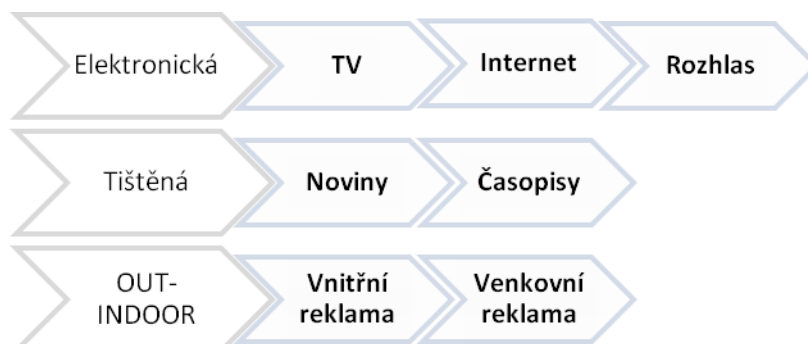 Elektronická TV Internet Rozhlas
Tištěná Noviny Časopisy
OUT-
INDOOR
Vnitřní
reklama
Venkovní
reklama